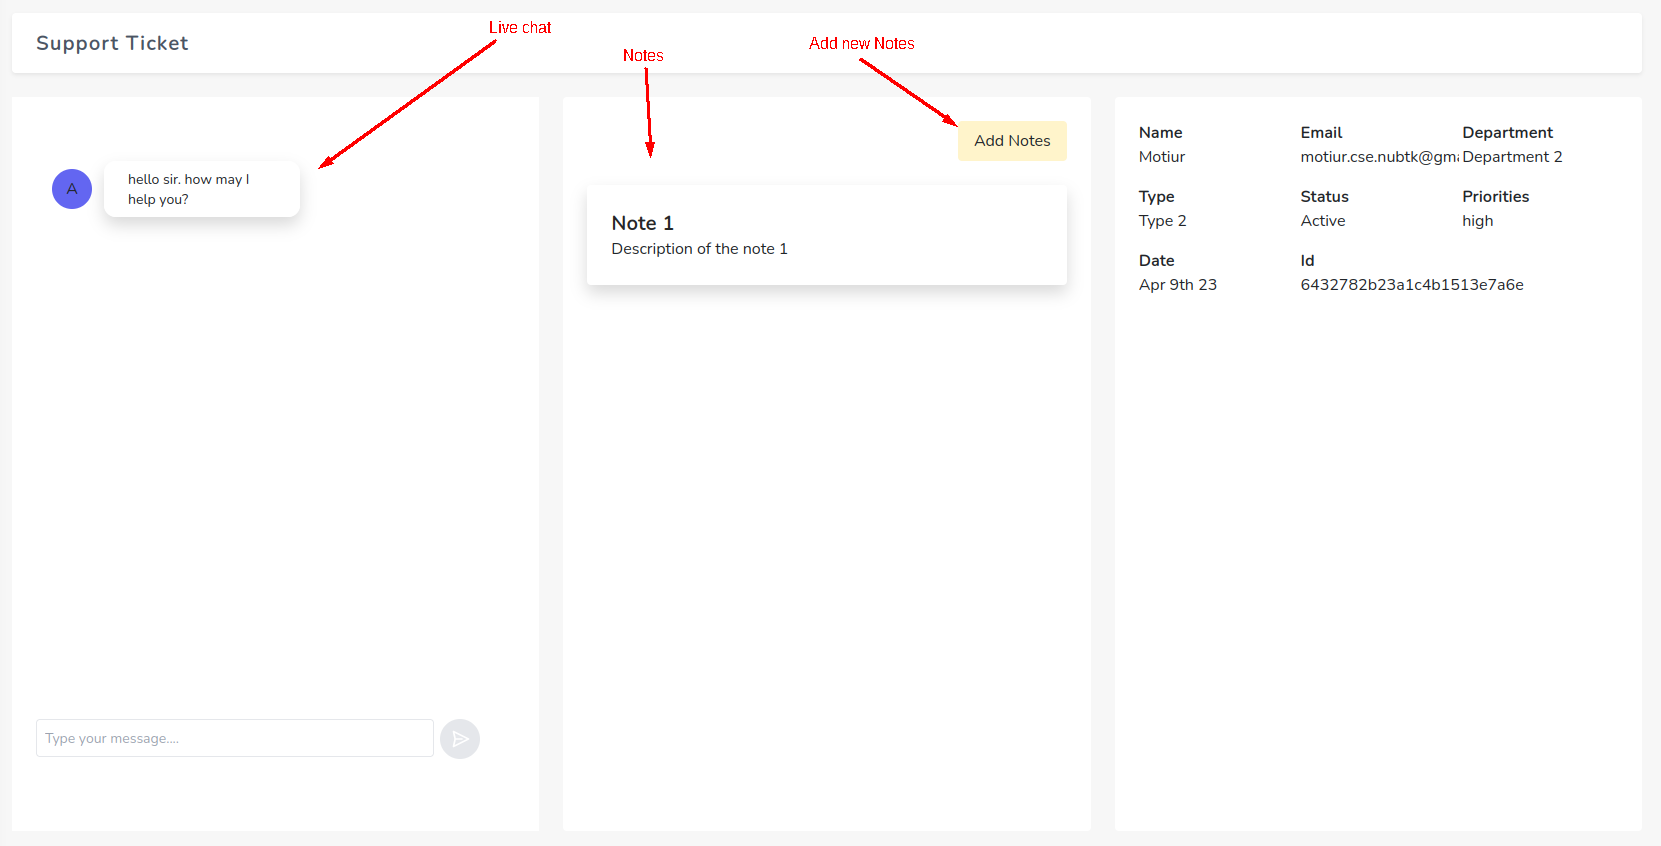 Support Ticket
Live chat
Notes
Add new Notes
A
hello sir. how may I
help you?
Type your message....
Add Notes
Note 1
Description of the note 1
Name
Email
Department
Motiur
motiur.cse.nubtk@gm
Department 2
Type
Status
Priorities
Type 2
Active
high
Date
Id
Apr 9th 23
6432782b23a1c4b1513e7a6e